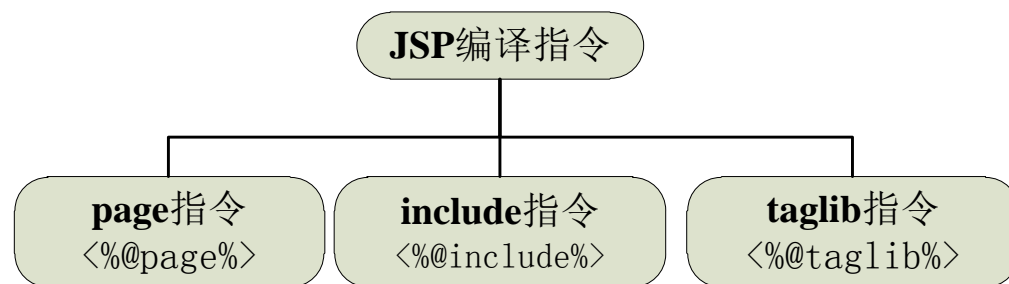 JSP编译指令
page指令
<%@page%>
include指令
<%@include%>
taglib指令
<%@taglib%>